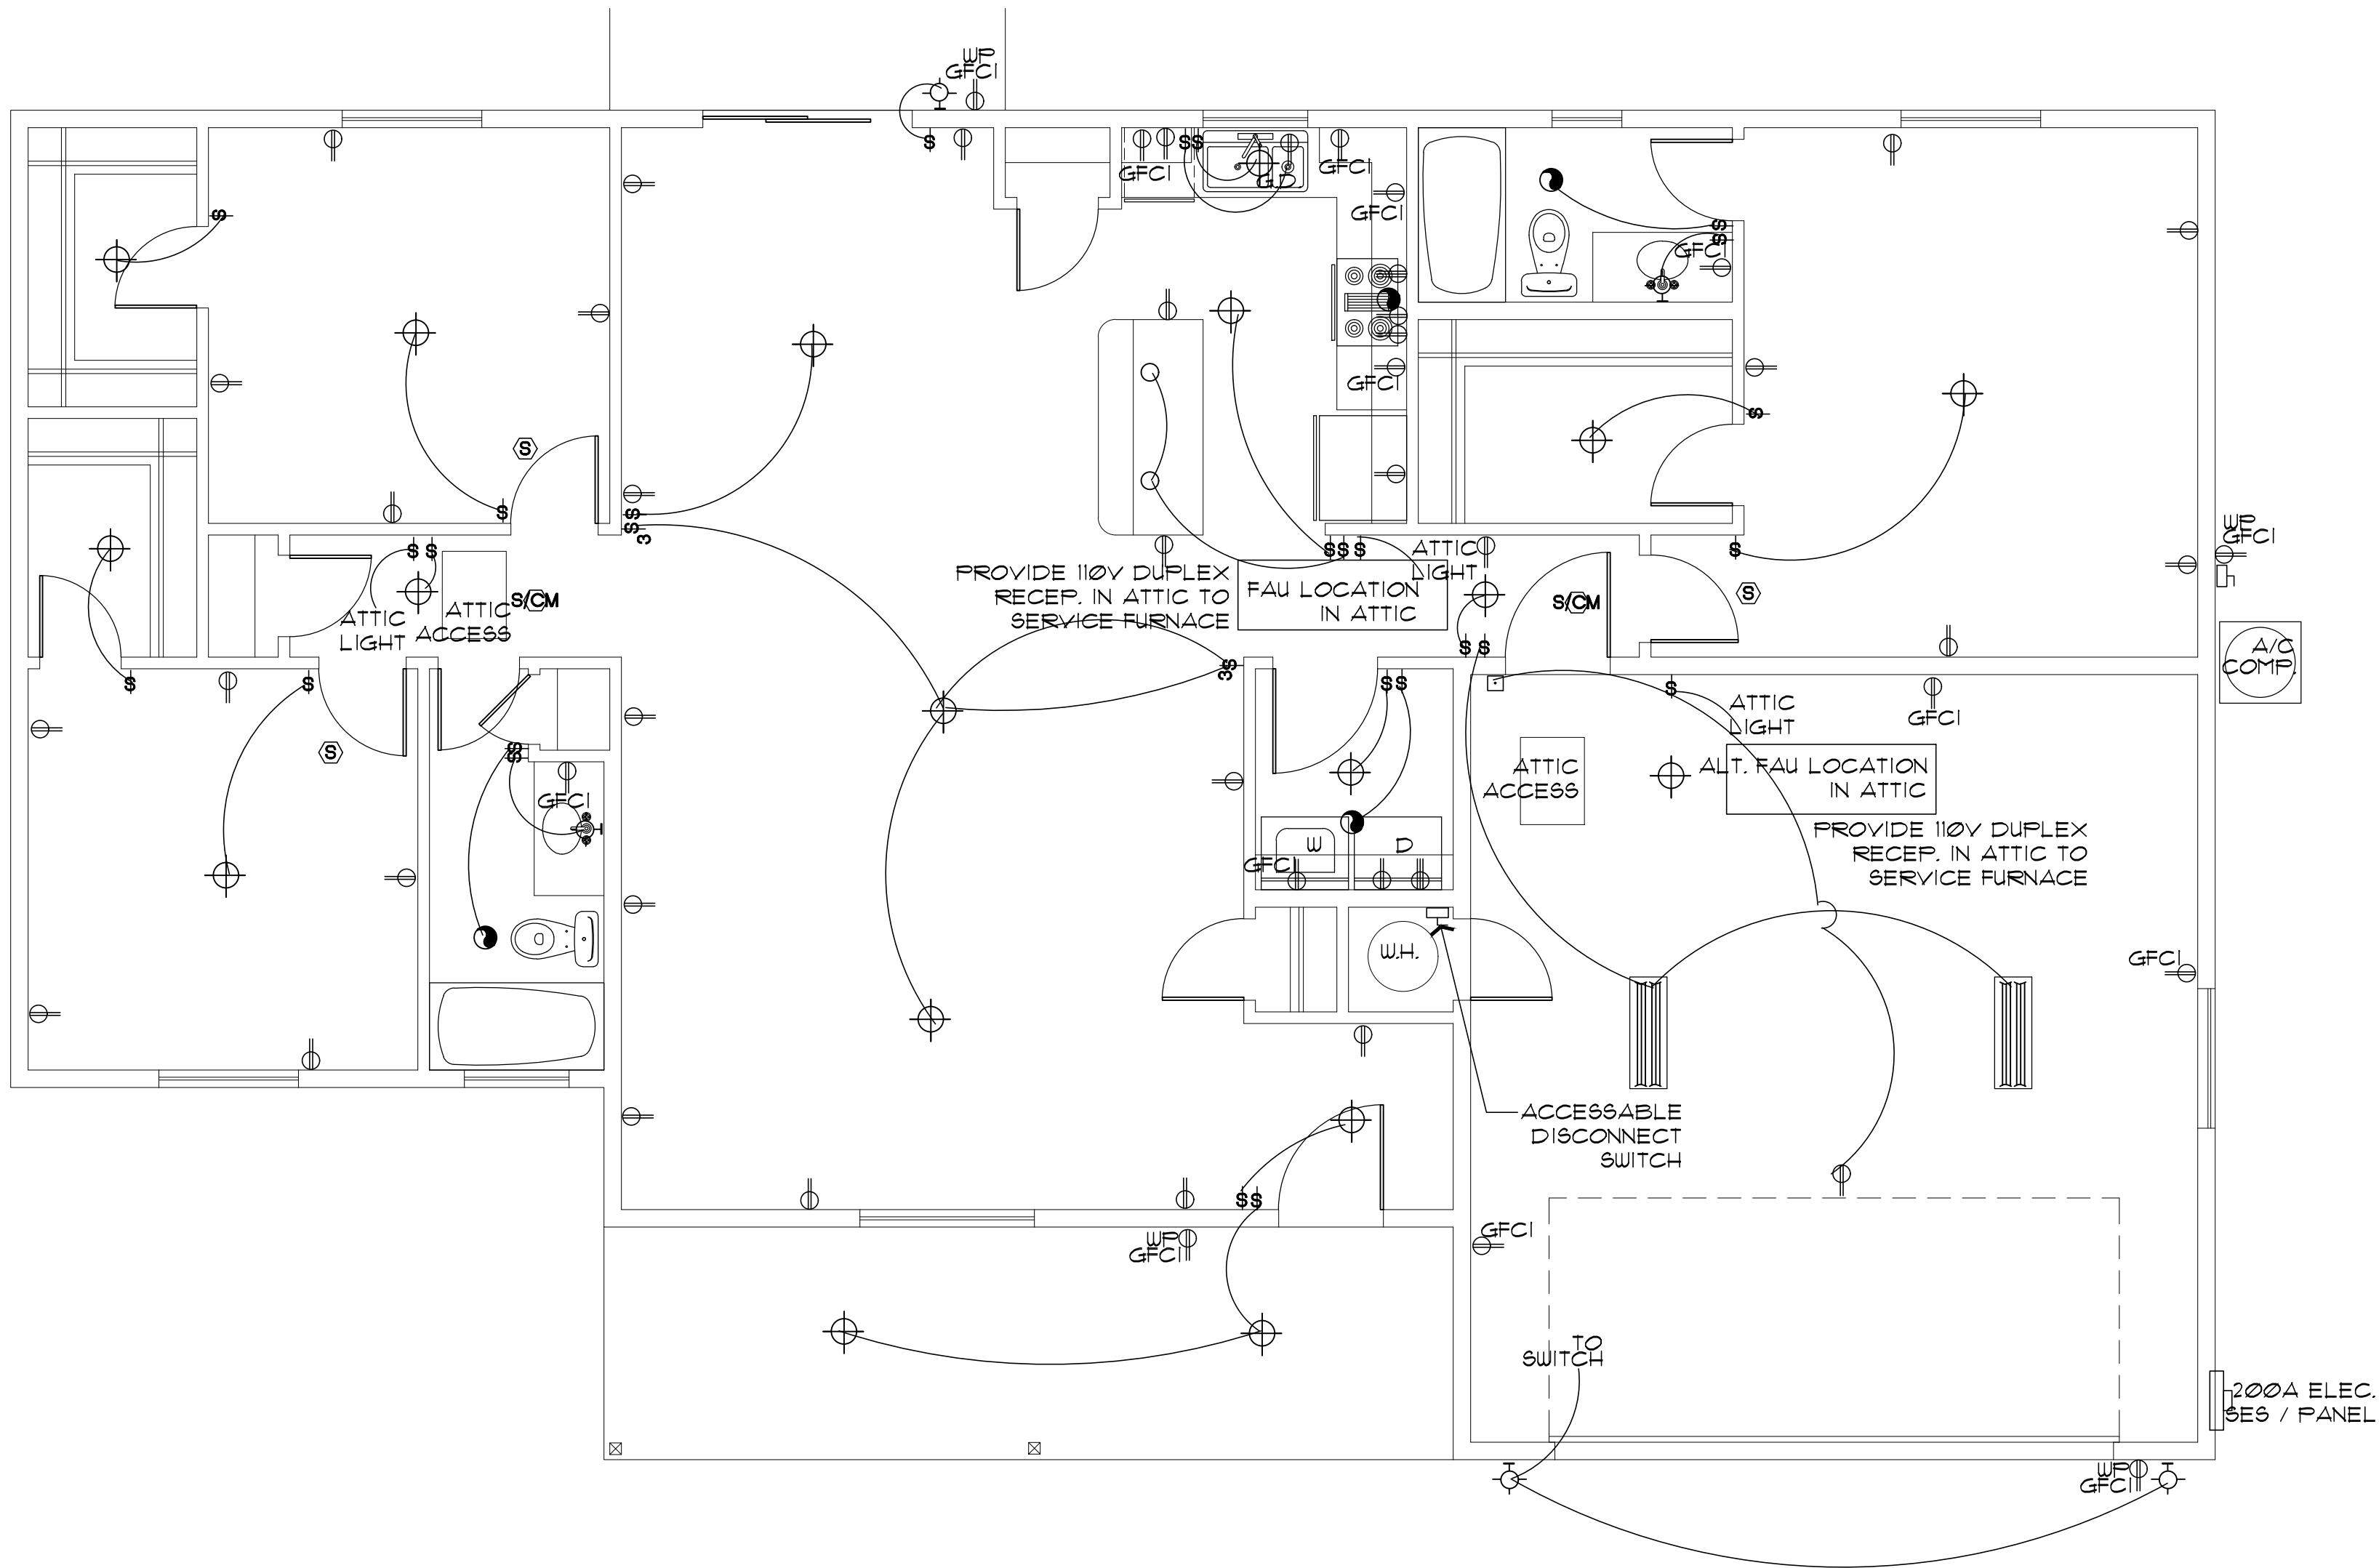 WP
GFCI
$
$$
GFCI
G.D.
GFCI
$
GFCI
$
$
GFCI
GFCI
$
S
$
$
$
3
WP
GFCI
$ $
$$ $
ATTIC
LIGHT
$
PROVIDE 110V DUPLEX
RECEP. IN ATTIC TO
SERVICE FURNACE
FAU LOCATION
IN ATTIC
S/CM
S/CM
S
ATTIC
LIGHT
ATTIC
ACCESS
$ $
A/C
COMP.
$
3
$
$
$$
$
ATTIC
LIGHT
GFCI
S
$
$
GFCI
ATTIC
ACCESS
ALT. FAU LOCATION
IN ATTIC
PROVIDE 110V DUPLEX
RECEP. IN ATTIC TO
SERVICE FURNACE
W
D
GFCI
W.H.
GFCI
ACCESSABLE
DISCONNECT
SWITCH
$$
WP
GFCI
GFCI
TO
SWITCH
200A ELEC.
SES / PANEL
WP
GFCI